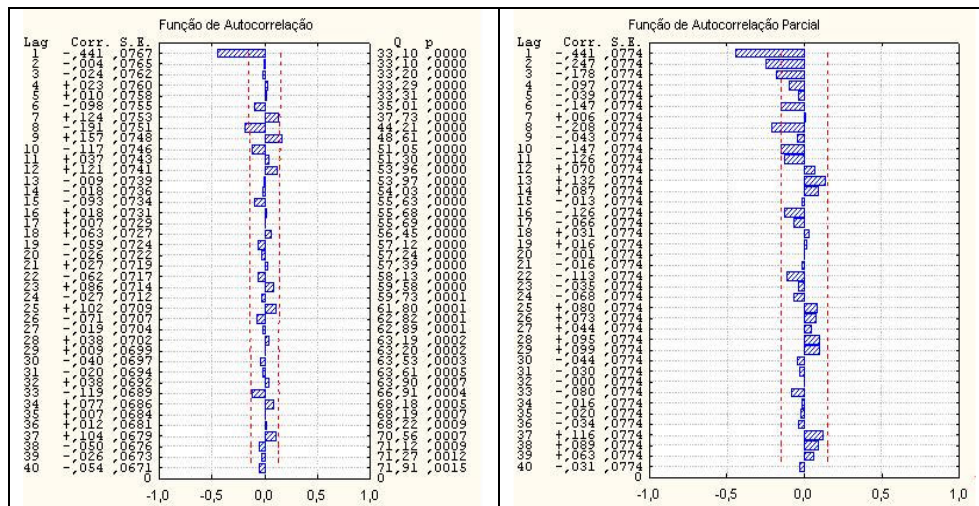 Função de Autocorrelação
Lag Corr. S.E. Q p
1 -,441 ,0767 33,10 ,0000
2 -,004 ,0765 33,10 ,0000
3 -,024 ,0762 33,20 ,0000
4 +,023 ,0760 33,29 ,0000
5 +,010 ,0758 33,31 ,0000
6 -,098 ,0755 35,01 ,0000
7 +,124 ,0753 37,73 ,0000
8 -,191 ,0751 44,21 ,0000
9 +,157 ,0748 48,61 ,0000
10 -,117 ,0746 51,05 ,0000
11 +,037 ,0743 51,30 ,0000
12 +,121 ,0741 53,96 ,0000
13 -,009 ,0739 53,97 ,0000
14 -,018 ,0736 54,03 ,0000
15 -,093 ,0734 55,63 ,0000
16 +,018 ,0731 55,68 ,0000
17 +,007 ,0729 55,69 ,0000
18 +,063 ,0727 56,45 ,0000
19 -,059 ,0724 57,12 ,0000
20 -,026 ,0722 57,24 ,0000
21 +,027 ,0719 57,39 ,0000
22 -,062 ,0717 58,13 ,0000
23 +,086 ,0714 59,58 ,0000
24 -,027 ,0712 59,73 ,0001
25 +,102 ,0709 61,80 ,0001
26 -,071 ,0707 62,82 ,0001
27 -,019 ,0704 62,89 ,0001
28 +,038 ,0702 63,19 ,0002
29 +,009 ,0699 63,20 ,0002
30 -,040 ,0697 63,53 ,0003
31 -,020 ,0694 63,61 ,0005
32 +,038 ,0692 63,90 ,0007
33 -,119 ,0689 66,91 ,0004
34 +,077 ,0686 68,18 ,0005
35 +,007 ,0684 68,19 ,0007
36 +,012 ,0681 68,22 ,0009
37 +,104 ,0679 70,56 ,0007
38 -,050 ,0676 71,12 ,0009
39 -,026 ,0673 71,27 ,0012
40 -,054 ,0671 71,91 ,0015
0 0
-1,0 -0,5 0,0 0,5 1,0
Função de Autocorrelação Parcial
Lag Corr. S.E.
1 -,441 ,0774
2 -,247 ,0774
3 -,178 ,0774
4 -,097 ,0774
5 -,039 ,0774
6 -,147 ,0774
7 +,006 ,0774
8 -,208 ,0774
9 -,043 ,0774
10 -,147 ,0774
11 -,126 ,0774
12 +,070 ,0774
13 +,132 ,0774
14 +,087 ,0774
15 -,013 ,0774
16 -,126 ,0774
17 -,066 ,0774
18 +,031 ,0774
19 +,016 ,0774
20 -,001 ,0774
21 -,016 ,0774
22 -,113 ,0774
23 -,035 ,0774
24 -,068 ,0774
25 +,080 ,0774
26 +,073 ,0774
27 +,044 ,0774
28 +,095 ,0774
29 +,099 ,0774
30 -,044 ,0774
31 -,030 ,0774
32 -,000 ,0774
33 -,080 ,0774
34 -,016 ,0774
35 -,020 ,0774
36 -,034 ,0774
37 +,116 ,0774
38 +,089 ,0774
39 +,063 ,0774
40 -,031 ,0774
0 0
-1,0 -0,5 0,0 0,5 1,0